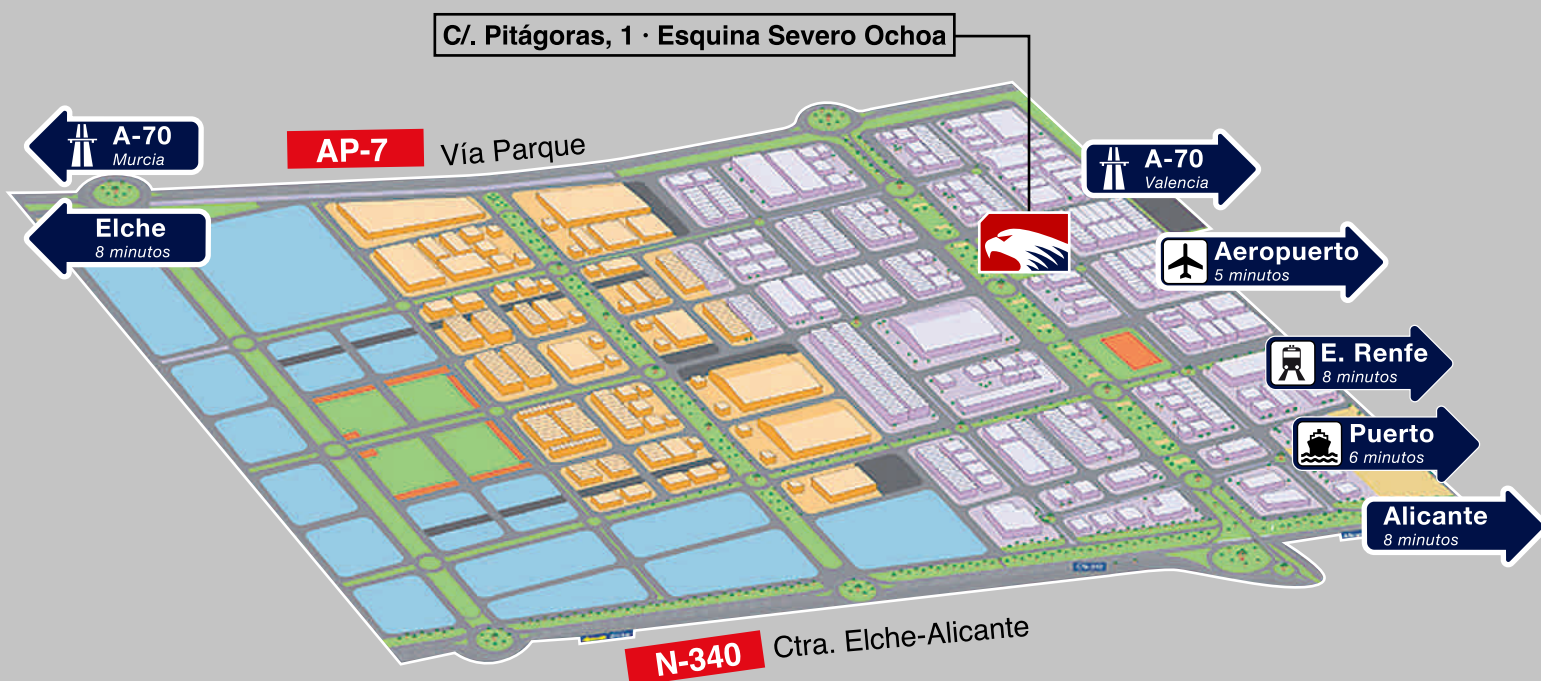 C/. Pitágoras, 1 · Esquina Severo Ochoa
A-70
Murcia
AP-7
Vía Parque
A-70
Valencia
Elche
8 minutos
Aeropuerto
5 minutos
E. Renfe
8 minutos
Puerto
6 minutos
Alicante
8 minutos
N-340
Ctra. Elche-Alicante